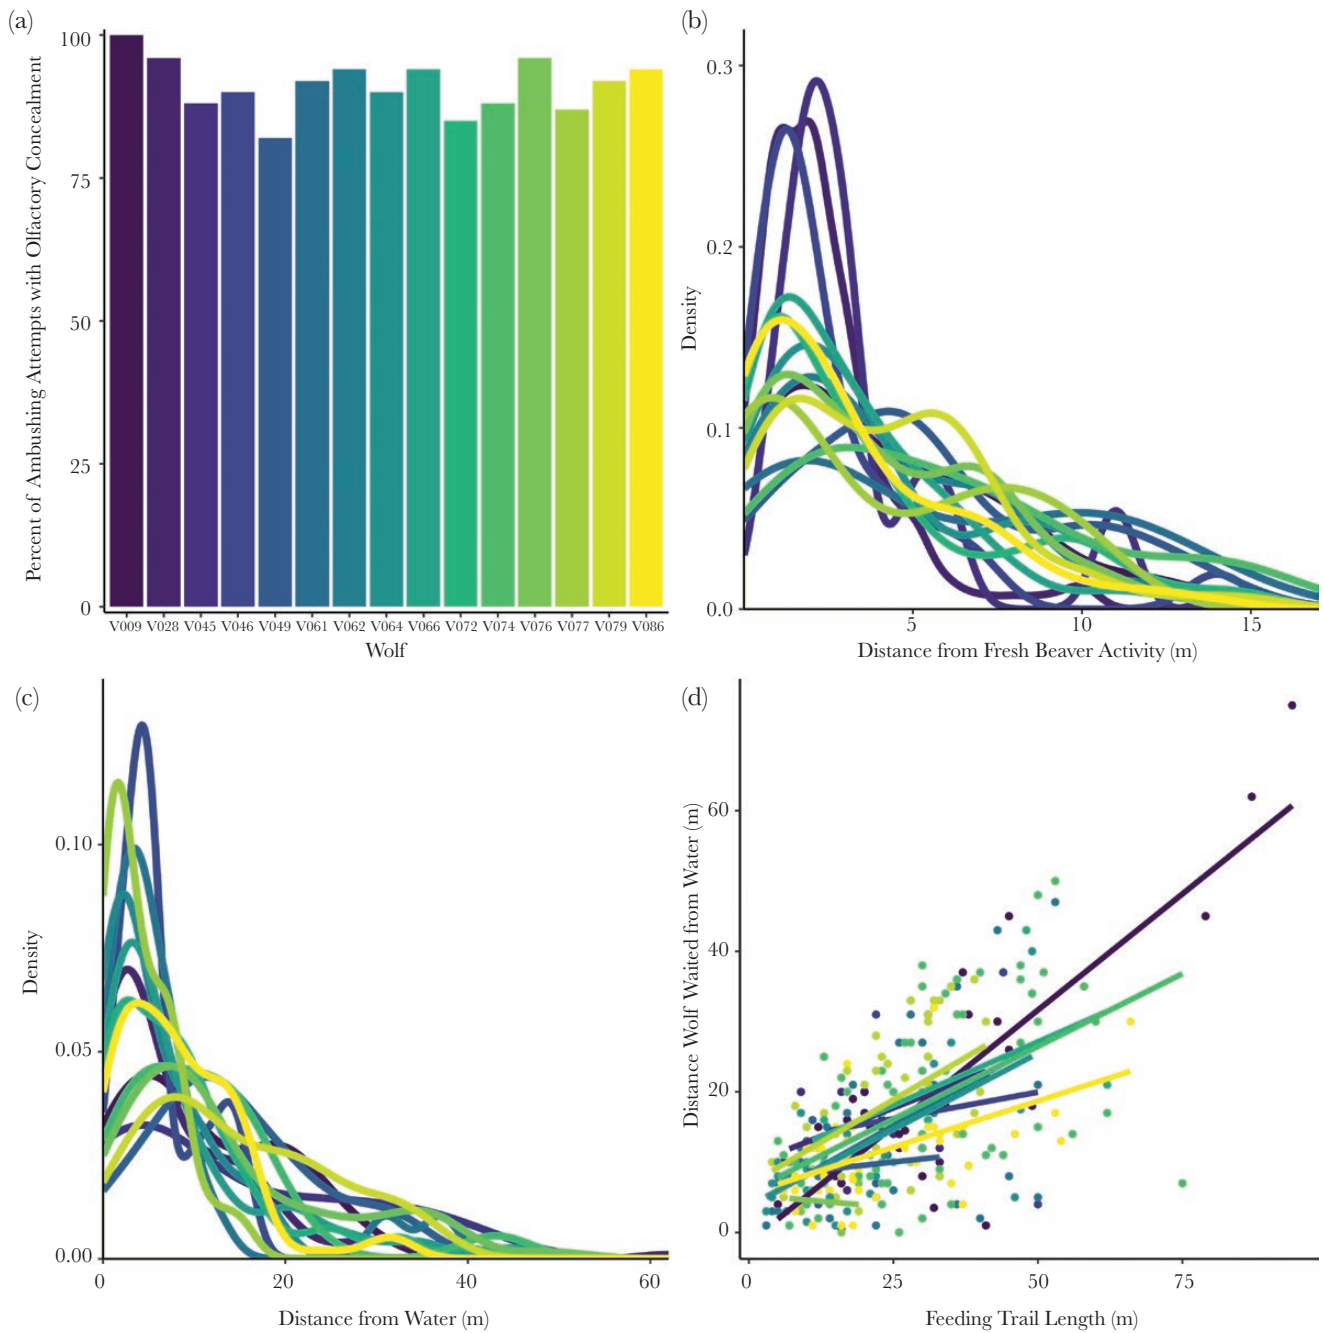 (a)
Percent of Ambushing Attempts with Olfactory Concealment
100
75
50
25
0
V009 V028 V045 V046 V049 V061 V062 V064 V066 V072 V074 V076 V077 V079 V086
Wolf
(b)
Density
0.3
0.2
0.1
0.0
5 10 15
Distance from Fresh Beaver Activity (m)
(c)
Density
0.10
0.05
0.00
0 20 40 60
Distance from Water (m)
(d)
Distance Wolf Waited from Water (m)
60
40
20
0
0 25 50 75
Feeding Trail Length (m)